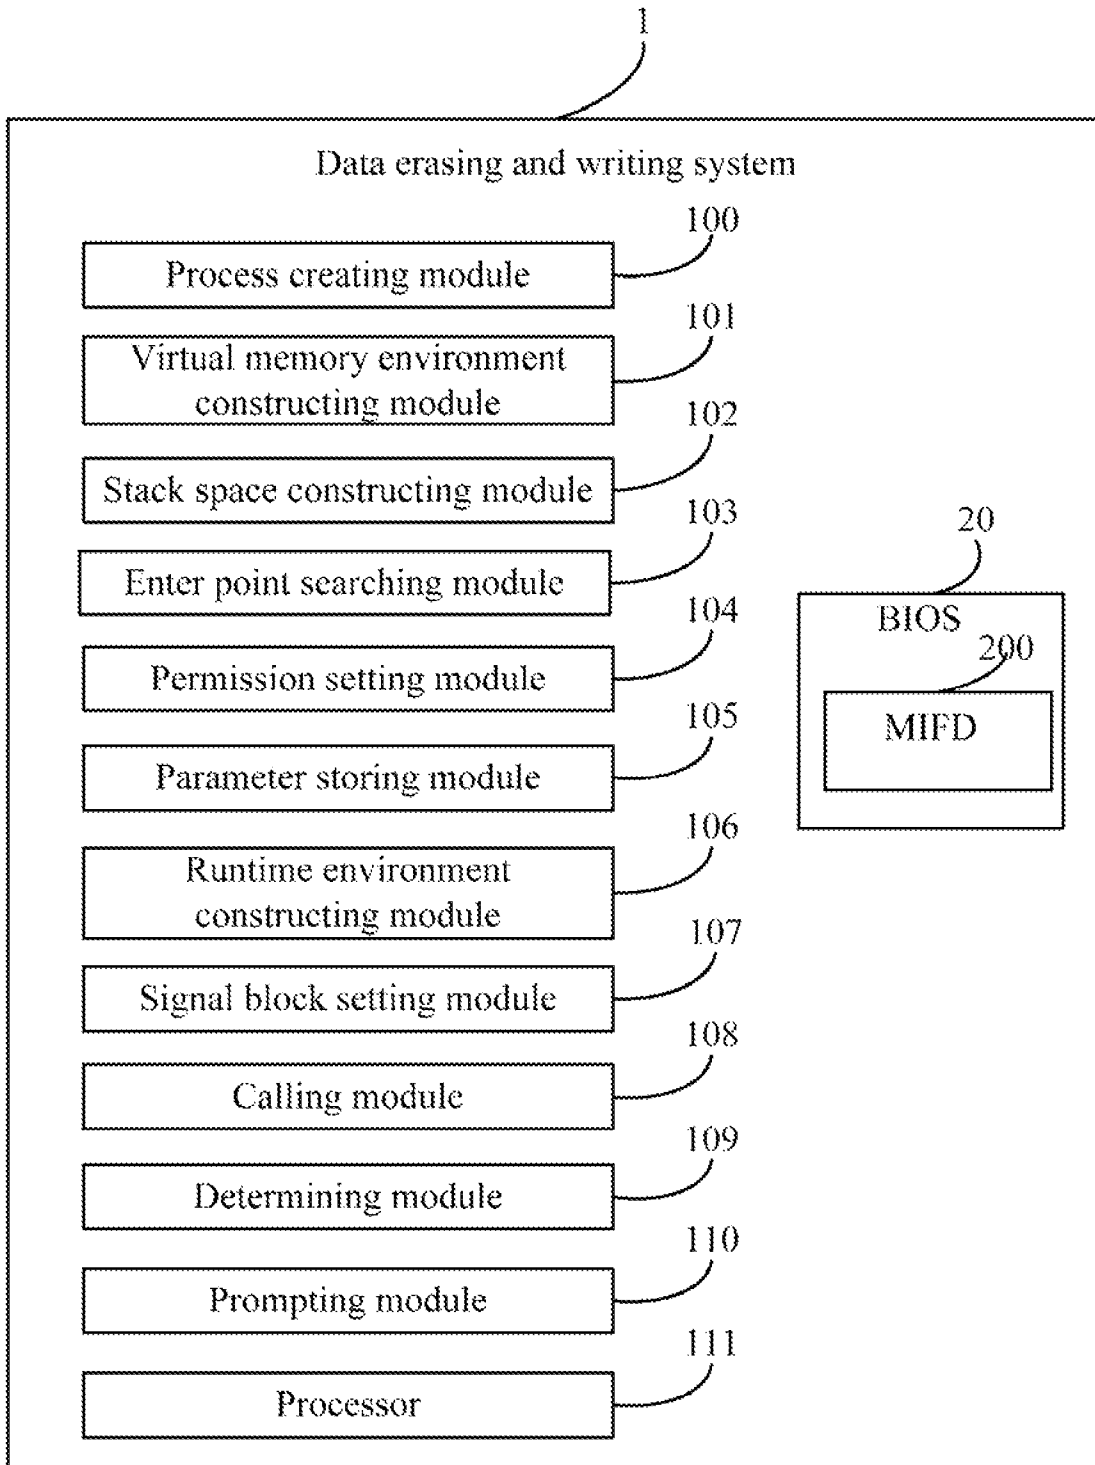 1
Data erasing and writing system
100
Process creating module
101
Virtual memory environment
constructing module
102
Stack space constructing module
103
Enter point searching module
104
Permission setting module
105
Parameter storing module
106
Runtime environment
constructing module
107
Signal block setting module
108
Calling module
109
Determining module
110
Prompting module
111
Processor
20
BIOS
200
MIFD